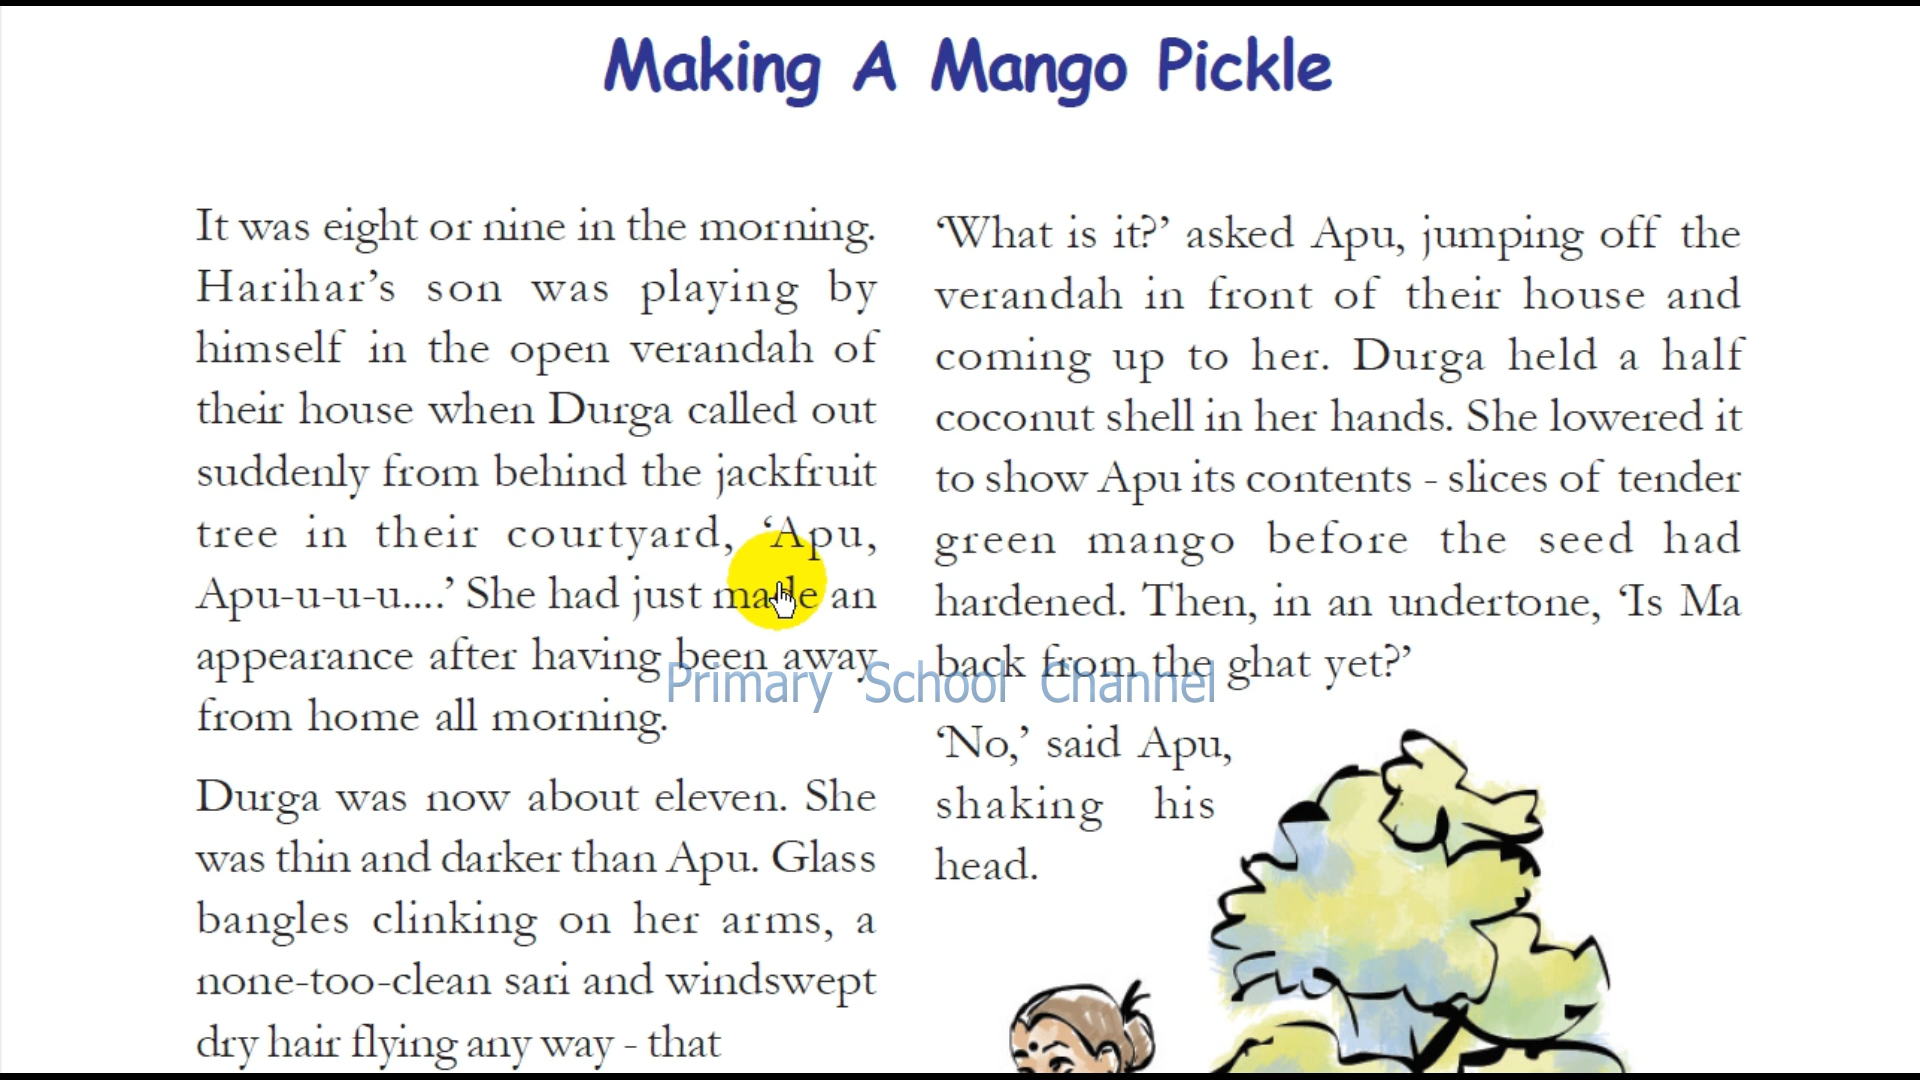 Making A Mango Pickle
It was eight or nine in the morning.
Harihar’s son was playing by
himself in the open verandah of
their house when Durga called out
suddenly from behind the jackfruit
tree in their courtyard, ‘Apu,
Apu-u-u-u....’ She had just made an
appearance after having been away
from home all morning.
Durga was now about eleven. She
was thin and darker than Apu. Glass
bangles clinking on her arms, a
none-too-clean sari and windswept
dry hair flying any way - that
‘What is it?’ asked Apu, jumping off the
verandah in front of their house and
coming up to her. Durga held a half
coconut shell in her hands. She lowered it
to show Apu its contents - slices of tender
green mango before the seed had
hardened. Then, in an undertone, ‘Is Ma
back from the ghat yet?’
‘No,’ said Apu,
shaking his
head.
Primary School Channel